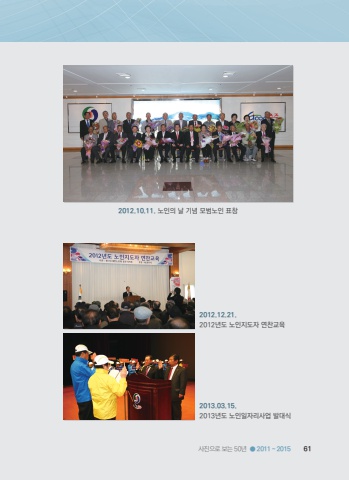 2012.10.11. 노인의 날 기념 모범노인 표창
2012년도 노인지도자 연찬교육
2012.12.21.
2012년도 노인지도자 연찬교육
2013.03.15.
2013년도 노인일자리사업 발대식
사진으로 보는 50년 ● 2011 ~ 2015 61